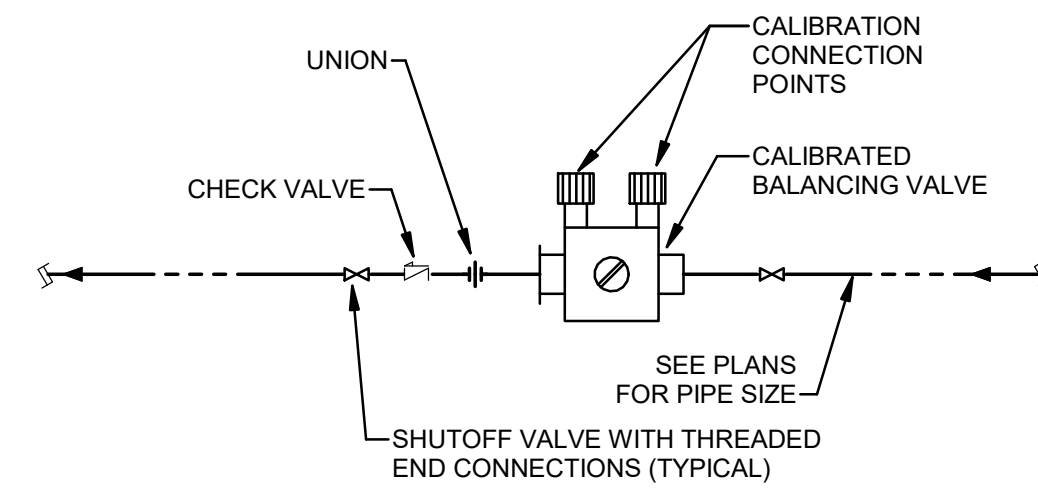 CALIBRATION
CONNECTION
POINTS
UNION
CALIBRATED
BALANCING VALVE
CHECK VALVE
SEE PLANS
FOR PIPE SIZE
SHUTOFF VALVE WITH THREADED
END CONNECTIONS (TYPICAL)